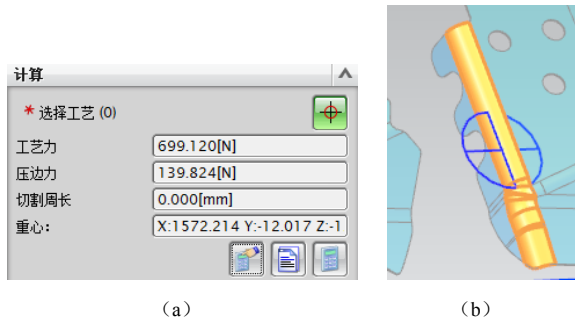 计算
* 选择工艺 (0)
工艺力 699.120[N]
压边力 139.824[N]
切割周长 0.000[mm]
重心: X:1572.214 Y:-12.017 Z:-1
（a）
（b）